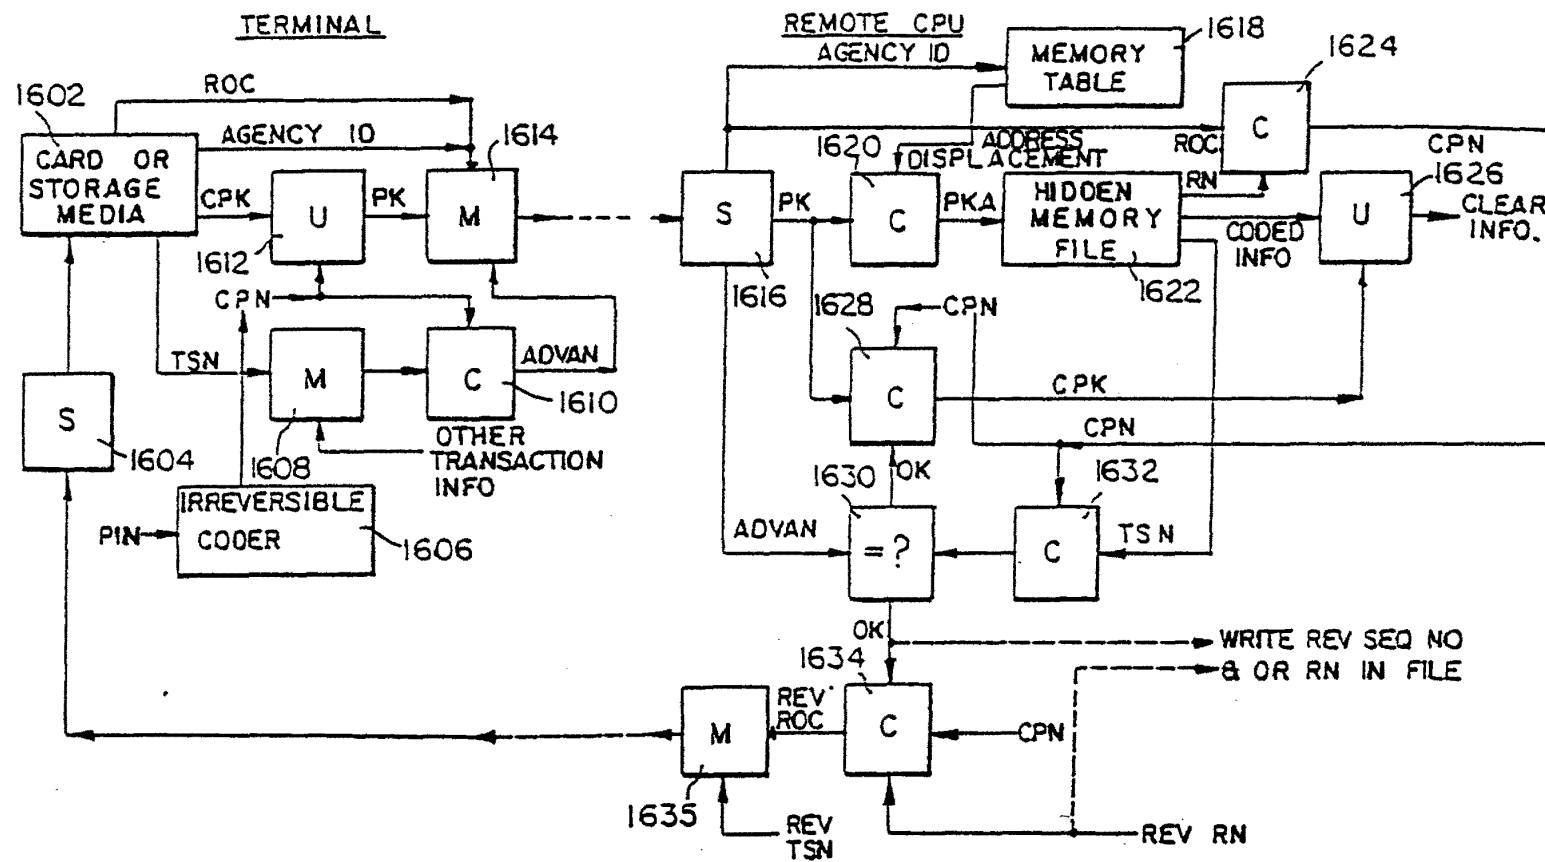 TERMINAL
REMOTE CPU
1602
CARD OR
STORAGE
MEDIA
ROC
AGENCY ID
CPK
U
1612
PK
M
1614
CPN
TSN
M
1608
C
1610
ADVAN
OTHER
TRANSACTION
INFO
S
1604
PIN
IRREVERSIBLE
CODER
1606
AGENCY ID
MEMORY
TABLE
1618
1624
C
ROC
CPN
ADDRESS
DISPLACEMENT
1620
S
1616
PK
C
PKA
HIDDEN
MEMORY
FILE
1622
RN
CODED
INFO
U
1626
CLEAR
INFO.
1628
CPN
C
CPK
CPN
1630
OK
= ?
ADVAN
1632
C
TSN
OK
WRITE REV SEQ NO
& OR RN IN FILE
1634
C
CPN
REV
ROC
M
1635
REV
TSN
REV RN